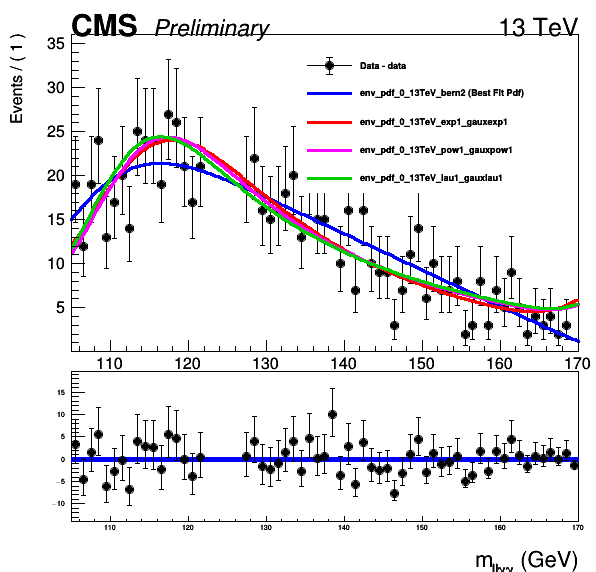 CMS Preliminary 13 TeV
Events / ( 1 )
35
30
25
20
15
10
5
Data - data
env_pdf_0_13TeV_bern2 (Best Fit Pdf)
env_pdf_0_13TeV_exp1_gauxexp1
env_pdf_0_13TeV_pow1_gauxpow1
env_pdf_0_13TeV_lau1_gauxlau1
110 120 130 140 150 160 170
15
10
5
0
-5
-10
110 120 130 140 150 160 170
m_{llγγ} (GeV)